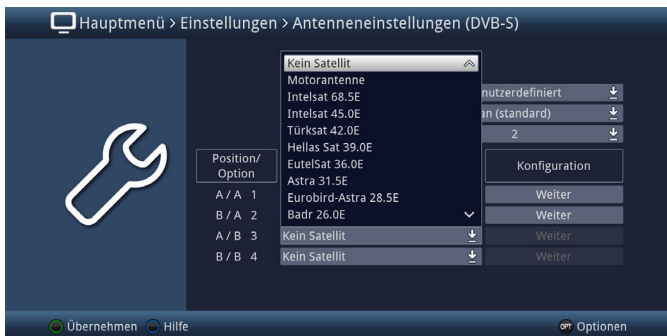 Hauptmenü > Einstellungen > Antenneneinstellungen (DVB-S)
Kein Satellit
Motorantenne
Intelsat 68.5E
nutzerdefiniert
Intelsat 45.0E
an (standard)
Türksat 42.0E
2
Hellas Sat 39.0E
Position/
Option
EutelSat 36.0E
Konfiguration
Astra 31.5E
A / A 1
Eurobird-Astra 28.5E
Weiter
B / A 2
Badr 26.0E
Weiter
A / B 3 Kein Satellit Weiter
B / B 4 Kein Satellit Weiter
Übernehmen Hilfe OPT Optionen